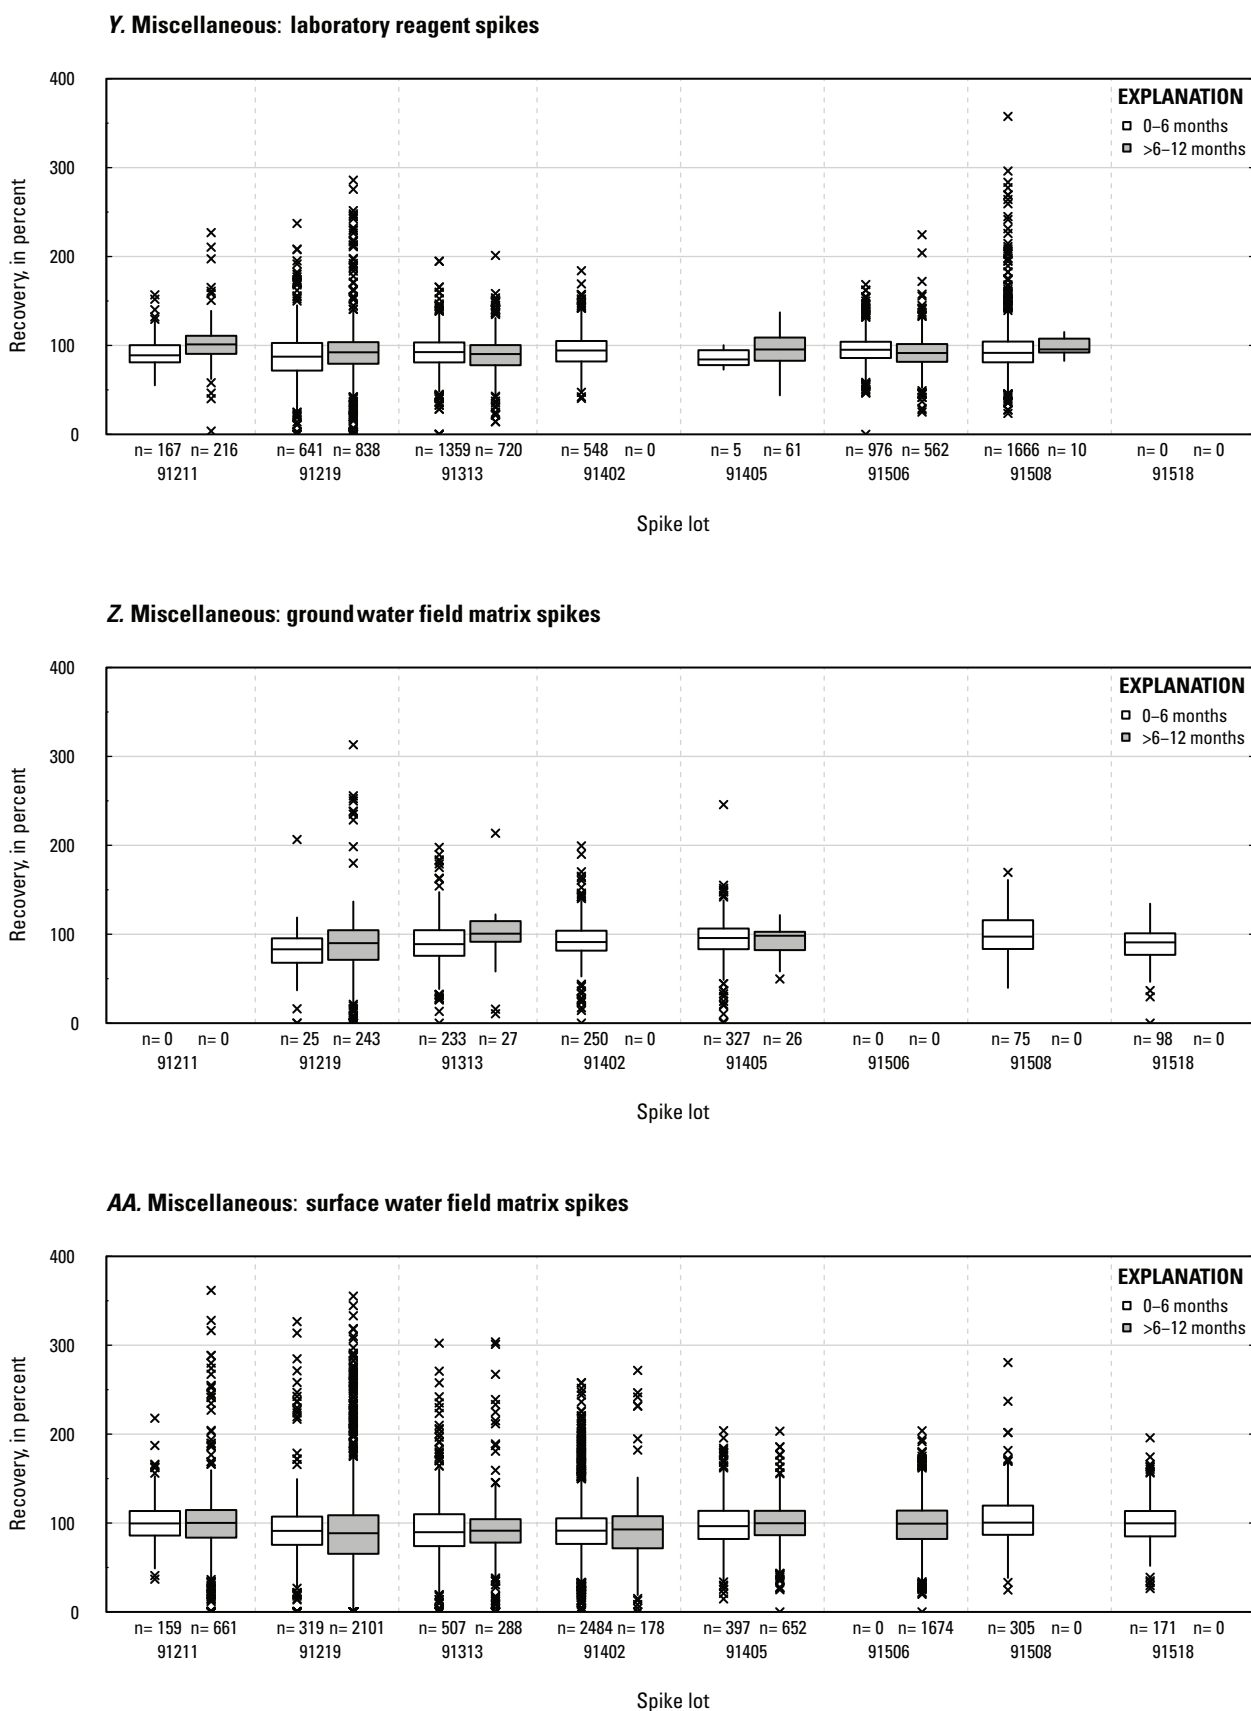 Y. Miscellaneous: laboratory reagent spikes
400
300
200
100
0
Recovery, in percent
EXPLANATION
0–6 months
>6–12 months
n= 167 n= 216 n= 641 n= 838 n= 1359 n= 720 n= 548 n= 0 n= 5 n= 61 n= 976 n= 562 n= 1666 n= 10 n= 0 n= 0
91211 91219 91313 91402 91405 91506 91508 91518
Spike lot
Z. Miscellaneous: ground water field matrix spikes
400
300
200
100
0
Recovery, in percent
EXPLANATION
0–6 months
>6–12 months
n= 0 n= 0 n= 25 n= 243 n= 233 n= 27 n= 250 n= 0 n= 327 n= 26 n= 0 n= 0 n= 75 n= 0 n= 98 n= 0
91211 91219 91313 91402 91405 91506 91508 91518
Spike lot
AA. Miscellaneous: surface water field matrix spikes
400
300
200
100
0
Recovery, in percent
EXPLANATION
0–6 months
>6–12 months
n= 159 n= 661 n= 319 n= 2101 n= 507 n= 288 n= 2484 n= 178 n= 397 n= 652 n= 0 n= 1674 n= 305 n= 0 n= 171 n= 0
91211 91219 91313 91402 91405 91506 91508 91518
Spike lot